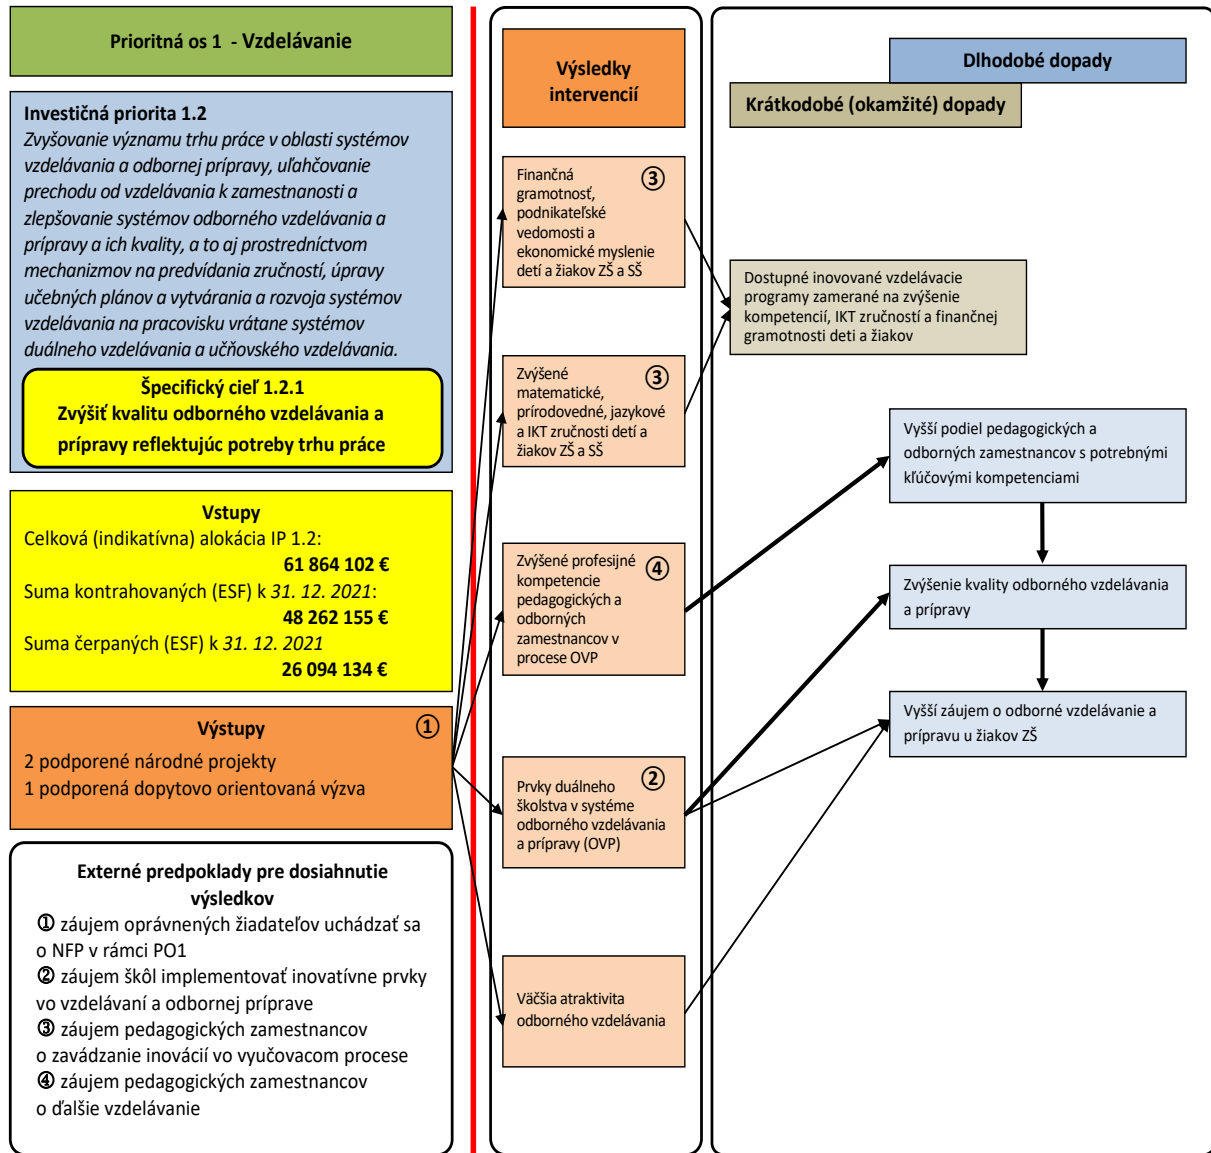 Prioritná os 1 - Vzdelávanie
Investičná priorita 1.2
Zvyšovanie významu trhu práce v oblasti systémov
vzdelávania a odbornej prípravy, uľahčovanie
prechodu od vzdelávania k zamestnanosti a
zlepšovanie systémov odborného vzdelávania a
prípravy a ich kvality, a to aj prostredníctvom
mechanizmov na predvídania zručností, úpravy
učebných plánov a vytvárania a rozvoja systémov
vzdelávania na pracovisku vrátane systémov
duálneho vzdelávania a učňovského vzdelávania.
Špecifický cieľ 1.2.1
Zvýšiť kvalitu odborného vzdelávania a
prípravy reflektujúc potreby trhu práce
Vstupy
Celková (indikatívna) alokácia IP 1.2:
61 864 102 €
Suma kontrahovaných (ESF) k 31. 12. 2021:
48 262 155 €
Suma čerpaných (ESF) k 31. 12. 2021
26 094 134 €
Výstupy ①
2 podporené národné projekty
1 podporená dopytovo orientovaná výzva
Externé predpoklady pre dosiahnutie
výsledkov
① záujem oprávnených žiadateľov uchádzať sa
o NFP v rámci PO1
② záujem škôl implementovať inovatívne prvky
vo vzdelávaní a odbornej príprave
③ záujem pedagogických zamestnancov
o zavádzanie inovácií vo vyučovacom procese
④ záujem pedagogických zamestnancov
o ďalšie vzdelávanie
Výsledky
intervencií
Finančná ③
gramotnosť,
podnikateľské
vedomosti a
ekonomické myslenie
detí a žiakov ZŠ a SŠ
Zvýšené ③
matematické,
prírodovedné, jazykové
a IKT zručnosti detí a
žiakov ZŠ a SŠ
Zvýšené profesijné
kompetencie ④
pedagogických a
odborných
zamestnancov v
procese OVP
Prvky duálneho ②
školstva v systéme
odborného vzdelávania
a prípravy (OVP)
Väčšia atraktivita
odborného vzdelávania
Dlhodobé dopady
Krátkodobé (okamžité) dopady
Dostupné inovované vzdelávacie
programy zamerané na zvýšenie
kompetencií, IKT zručností a finančnej
gramotnosti deti a žiakov
Vyšší podiel pedagogických a
odborných zamestnancov s potrebnými
kľúčovými kompetenciami
Zvýšenie kvality odborného vzdelávania
a prípravy
Vyšší záujem o odborné vzdelávanie a
prípravu u žiakov ZŠ